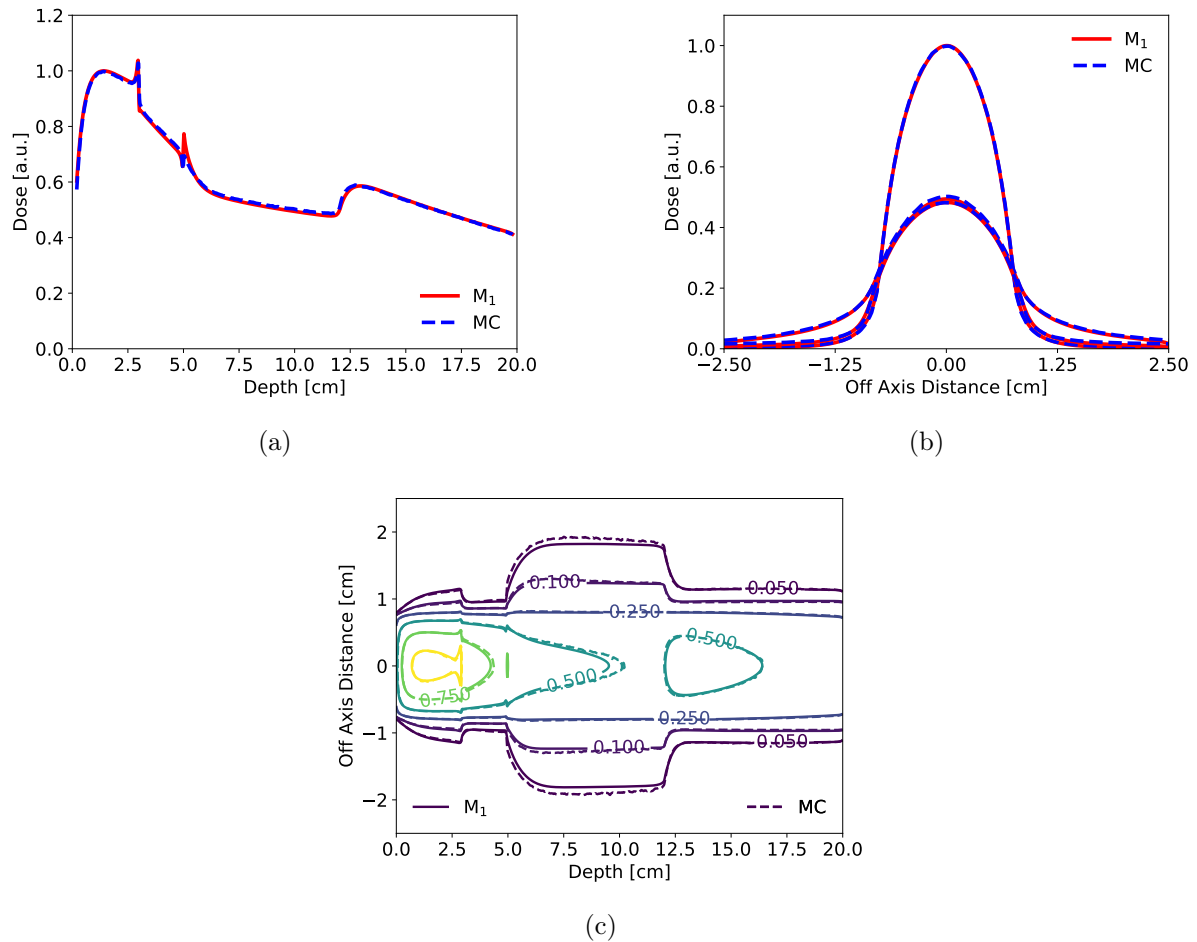 1.2
1.0
0.8
0.6
0.4
0.2
0.0
Dose [a.u.]
M1
MC
0.0 2.5 5.0 7.5 10.0 12.5 15.0 17.5 20.0
Depth [cm]
(a)
1.0
0.8
0.6
0.4
0.2
0.0
Dose [a.u.]
M1
MC
−2.50 −1.25 0.00 1.25 2.50
Off Axis Distance [cm]
(b)
2
1
0
−1
−2
Off Axis Distance [cm]
0.100
0.050
0.250
0.500
0.750
0.500
0.250
0.100
0.050
M1
MC
0.0 2.5 5.0 7.5 10.0 12.5 15.0 17.5 20.0
Depth [cm]
(c)